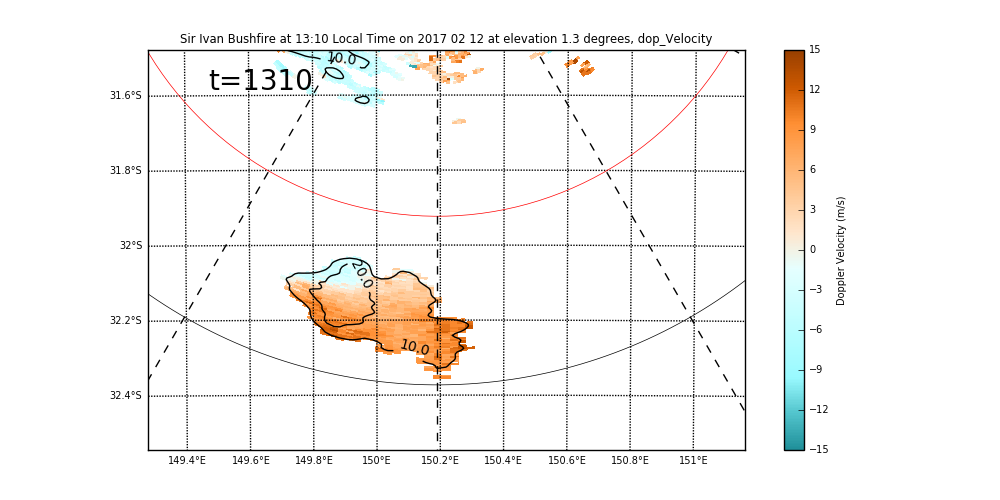 Sir Ivan Bushfire at 13:10 Local Time on 2017 02 12 at elevation 1.3 degrees, dop_Velocity
t=1310
10.0
31.6°S
31.8°S
32°S
32.2°S
32.4°S
10.0
149.4°E 149.6°E 149.8°E 150°E 150.2°E 150.4°E 150.6°E 150.8°E 151°E
15
12
9
6
3
0
−3
−6
−9
−12
−15
Doppler Velocity (m/s)